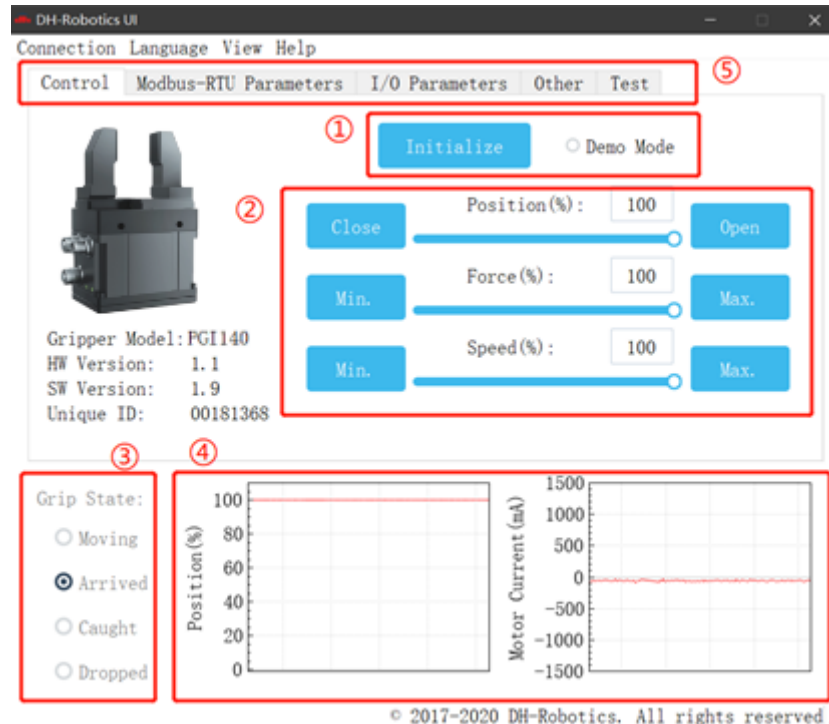 DH-Robotics UI
Connection Language View Help
Control Modbus-RTU Parameters I/O Parameters Other Test
⑤
①
Initialize Demo Mode
②
Position(%): 100
Close Open
Force(%): 100
Min. Max.
Speed(%): 100
Min. Max.
Gripper Model: PGI140
HW Version: 1.1
SW Version: 1.9
Unique ID: 00181368
③
Grip State:
Moving
Arrived
Caught
Dropped
④
Position(%)
100
80
60
40
20
0
Motor Current(mA)
1500
1000
500
0
-500
-1000
-1500
© 2017-2020 DH-Robotics. All rights reserved